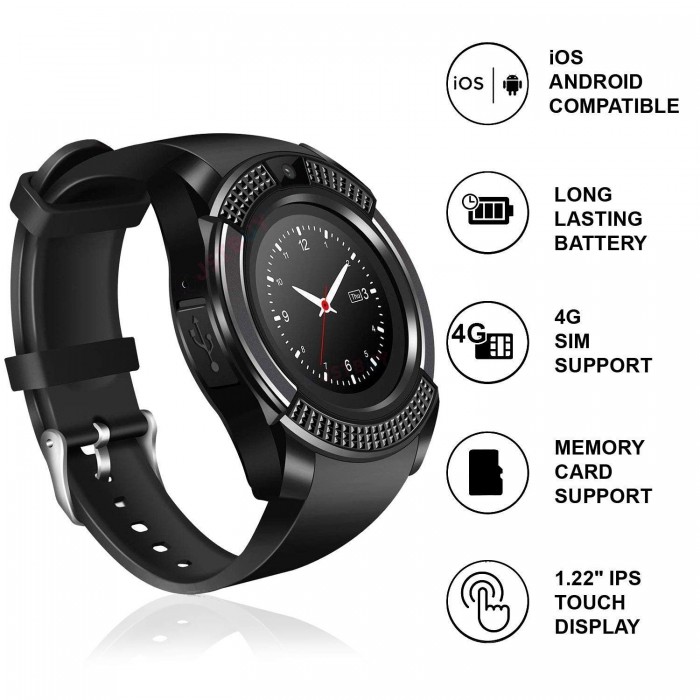 iOS
iOS
ANDROID
COMPATIBLE
LONG
LASTING
BATTERY
4G
4G
SIM
SUPPORT
MEMORY
CARD
SUPPORT
1.22" IPS
TOUCH
DISPLAY
12
Thu 3
9
6